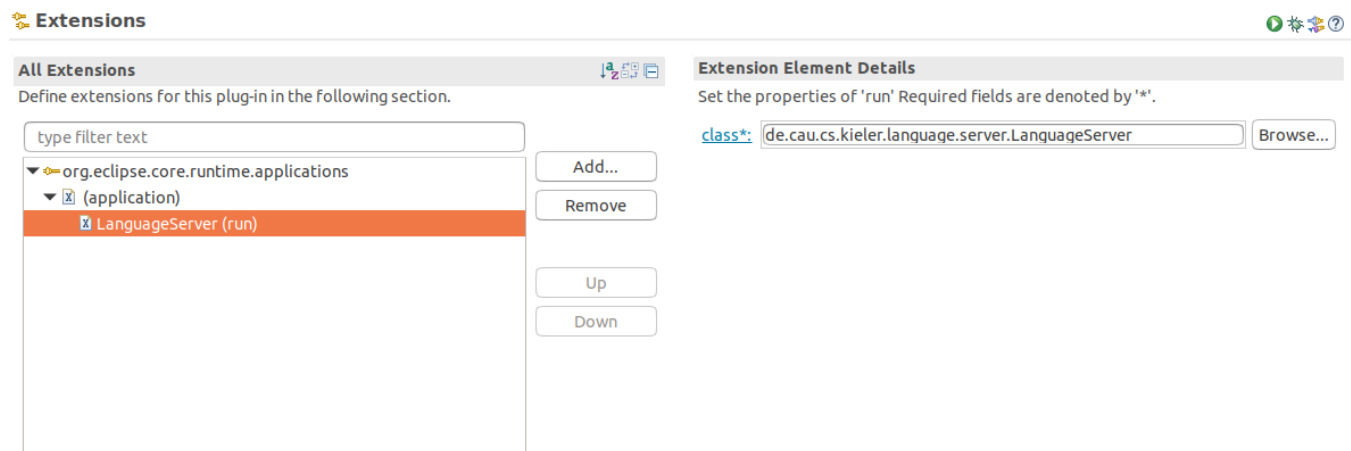 Extensions
All Extensions
Define extensions for this plug-in in the following section.
type filter text
org.eclipse.core.runtime.applications
(application)
LanguageServer (run)
Add...
Remove
Up
Down
Extension Element Details
Set the properties of 'run' Required fields are denoted by '*'.
class*: de.cau.cs.kieler.language.server.LanguageServer Browse...